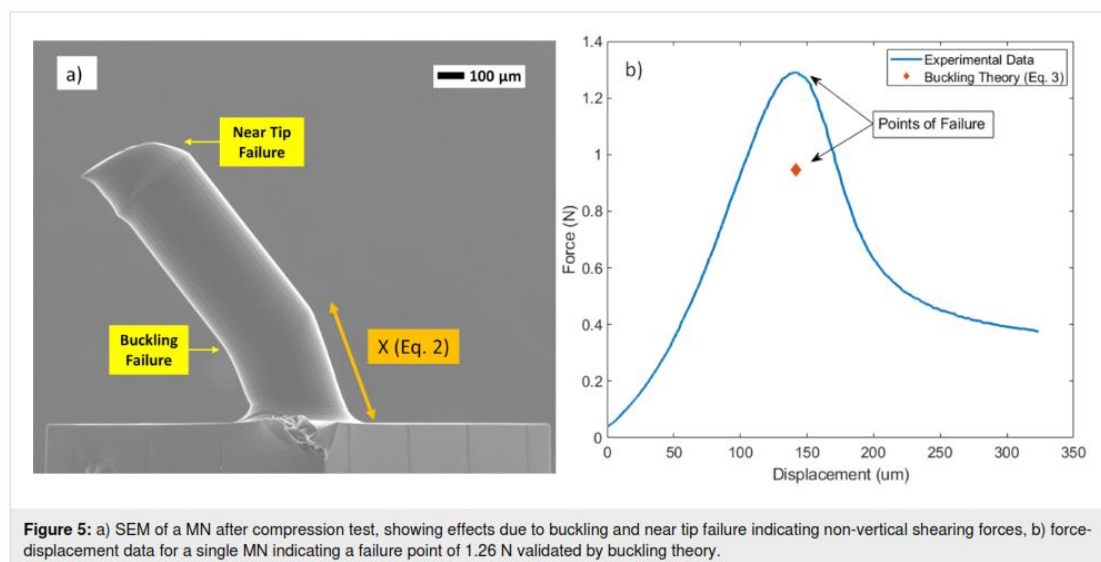 a)
100 µm
Near Tip
Failure
Buckling
Failure
X (Eq. 2)
b)
Experimental Data
Buckling Theory (Eq. 3)
Points of Failure
Force (N)
1.4
1.2
1
0.8
0.6
0.4
0.2
0
0 50 100 150 200 250 300 350
Displacement (um)
Figure 5: a) SEM of a MN after compression test, showing effects due to buckling and near tip failure indicating non-vertical shearing forces, b) force-
displacement data for a single MN indicating a failure point of 1.26 N validated by buckling theory.